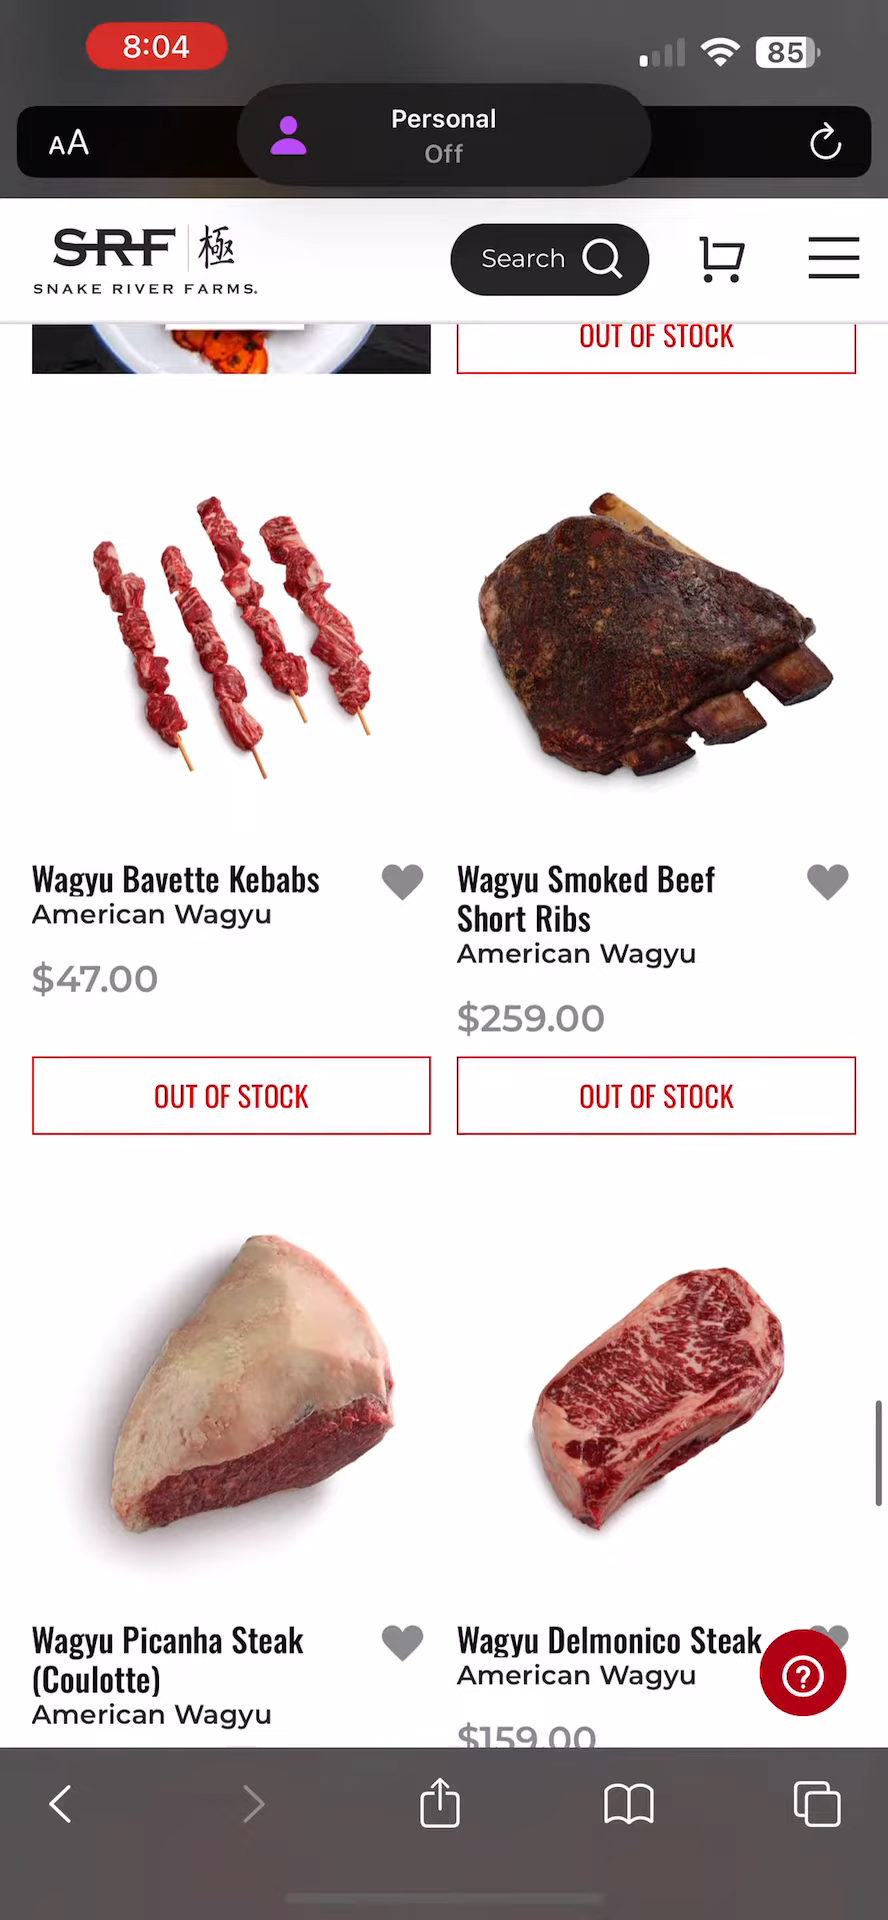 8:04
85
Personal
Off
AA
SRF 極
SNAKE RIVER FARMS.
Search
OUT OF STOCK
Wagyu Bavette Kebabs
American Wagyu
$47.00
OUT OF STOCK
Wagyu Smoked Beef
Short Ribs
American Wagyu
$259.00
OUT OF STOCK
Wagyu Picanha Steak
(Coulotte)
American Wagyu
Wagyu Delmonico Steak
American Wagyu
$159.00
?